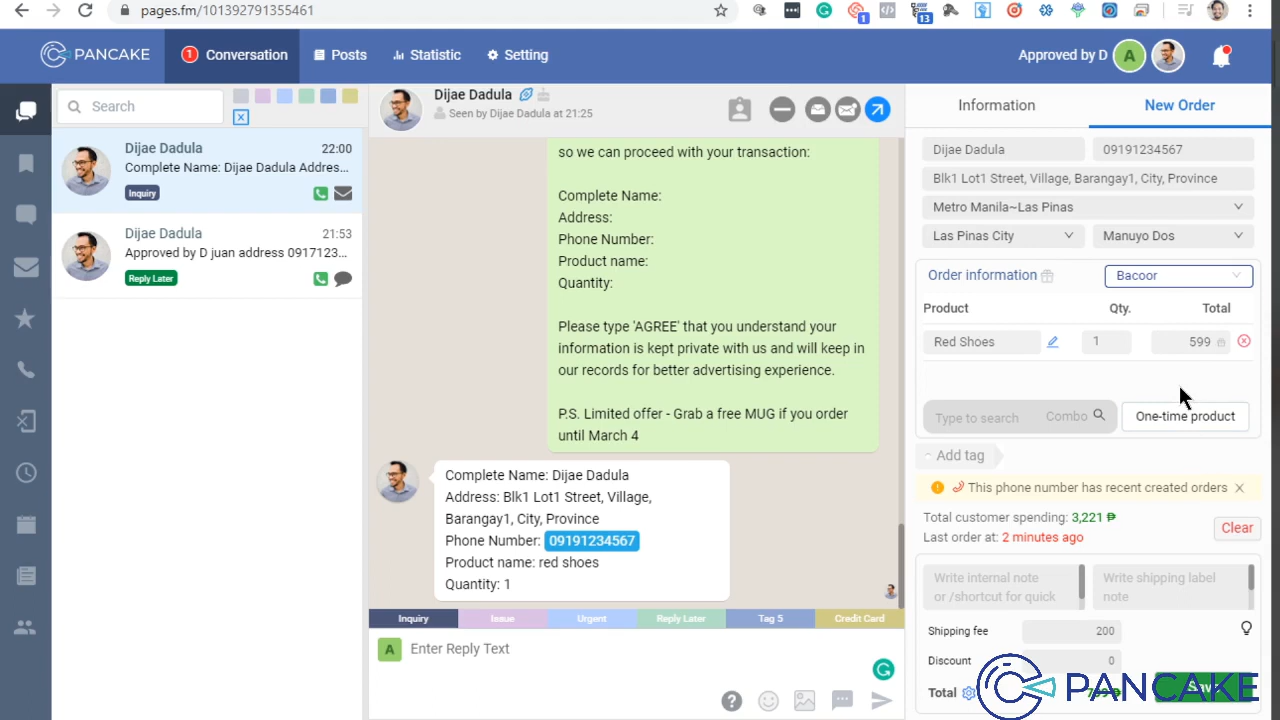 pages.fm/101392791355461
1
13
PANCAKE
1
Conversation
Posts
Statistic
Setting
Approved by D
A
Search
Dijae Dadula
22:00
Complete Name: Dijae Dadula Addres...
Inquiry
Dijae Dadula
21:53
Approved by D juan address 0917123...
Reply Later
Dijae Dadula
Seen by Dijae Dadula at 21:25
so we can proceed with your transaction:
Complete Name:
Address:
Phone Number:
Product name:
Quantity:
Please type 'AGREE' that you understand your
information is kept private with us and will keep in
our records for better advertising experience.
P.S. Limited offer - Grab a free MUG if you order
until March 4
Complete Name: Dijae Dadula
Address: Blk1 Lot1 Street, Village,
Barangay1, City, Province
Phone Number: 09191234567
Product name: red shoes
Quantity: 1
Inquiry
Issue
Urgent
Reply Later
Tag 5
Credit Card
A
Enter Reply Text
Information
New Order
Dijae Dadula
09191234567
Blk1 Lot1 Street, Village, Barangay1, City, Province
Metro Manila~Las Pinas
Las Pinas City
Manuyo Dos
Order information
Bacoor
Product
Qty.
Total
Red Shoes
1
599
Type to search
Combo
One-time product
Add tag
This phone number has recent created orders
Total customer spending: 3,221 ₱
Last order at: 2 minutes ago
Clear
Write internal note
or /shortcut for quick
Write shipping label
note
Shipping fee
200
Discount
0
Total
PANCAKE